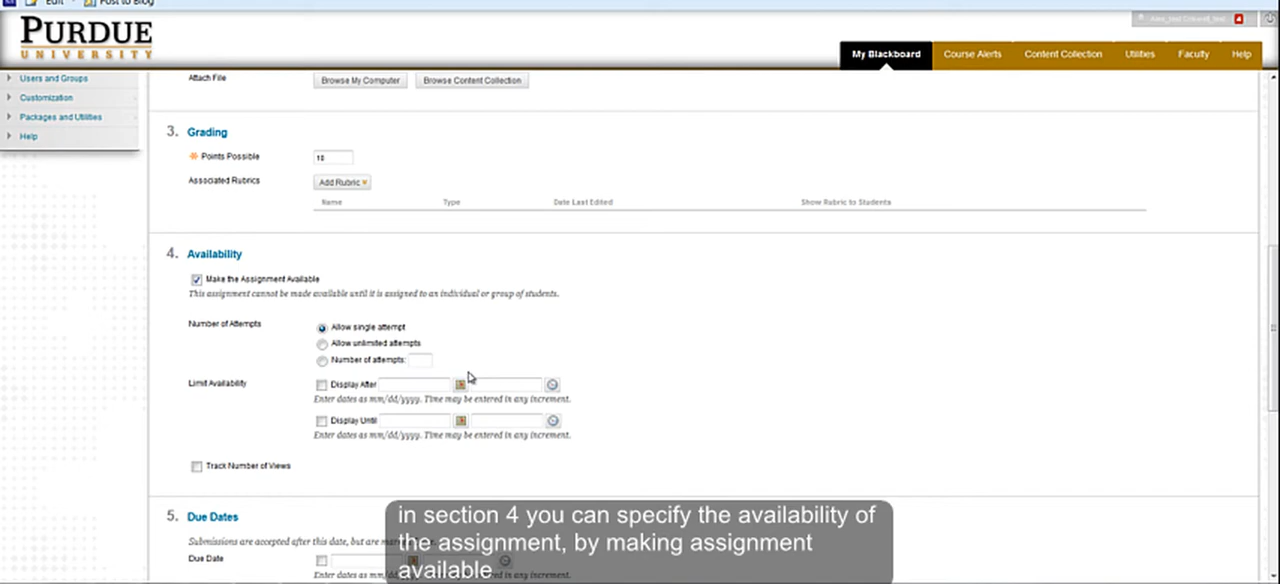 Edit Post to Blog
PURDUE
UNIVERSITY
My Blackboard Course Alerts Content Collection Utilities Faculty Help
Users and Groups
Customization
Packages and Utilities
Help
Attach File Browse My Computer Browse Content Collection
3. Grading
Points Possible 10
Associated Rubrics Add Rubric
Name Type Date Last Edited Show Rubric to Students
4. Availability
Make the Assignment Available
This assignment cannot be made available until it is assigned to an individual or group of students.
Number of Attempts Allow single attempt
Allow unlimited attempts
Number of attempts:
Limit Availability Display After
Enter dates as mm/dd/yyyy. Time may be entered in any increment.
Display Until
Enter dates as mm/dd/yyyy. Time may be entered in any increment.
Track Number of Views
5. Due Dates
Submissions are accepted after this date, but are
Due Date
Enter dates as
in section 4 you can specify the availability of
the assignment, by making assignment
available